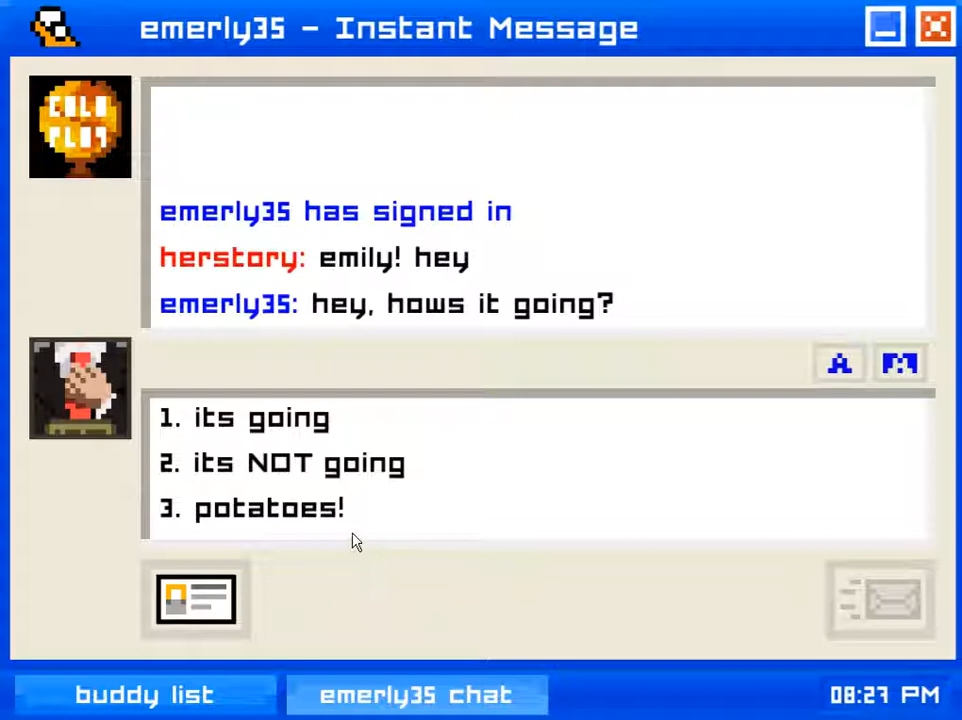 emerly35 - Instant Message
COLD
PLAY
emerly35 has signed in
herstory: emily! hey
emerly35: hey, hows it going?
A
1. its going
2. its NOT going
3. potatoes!
buddy list
emerly35 chat
08:27 PM